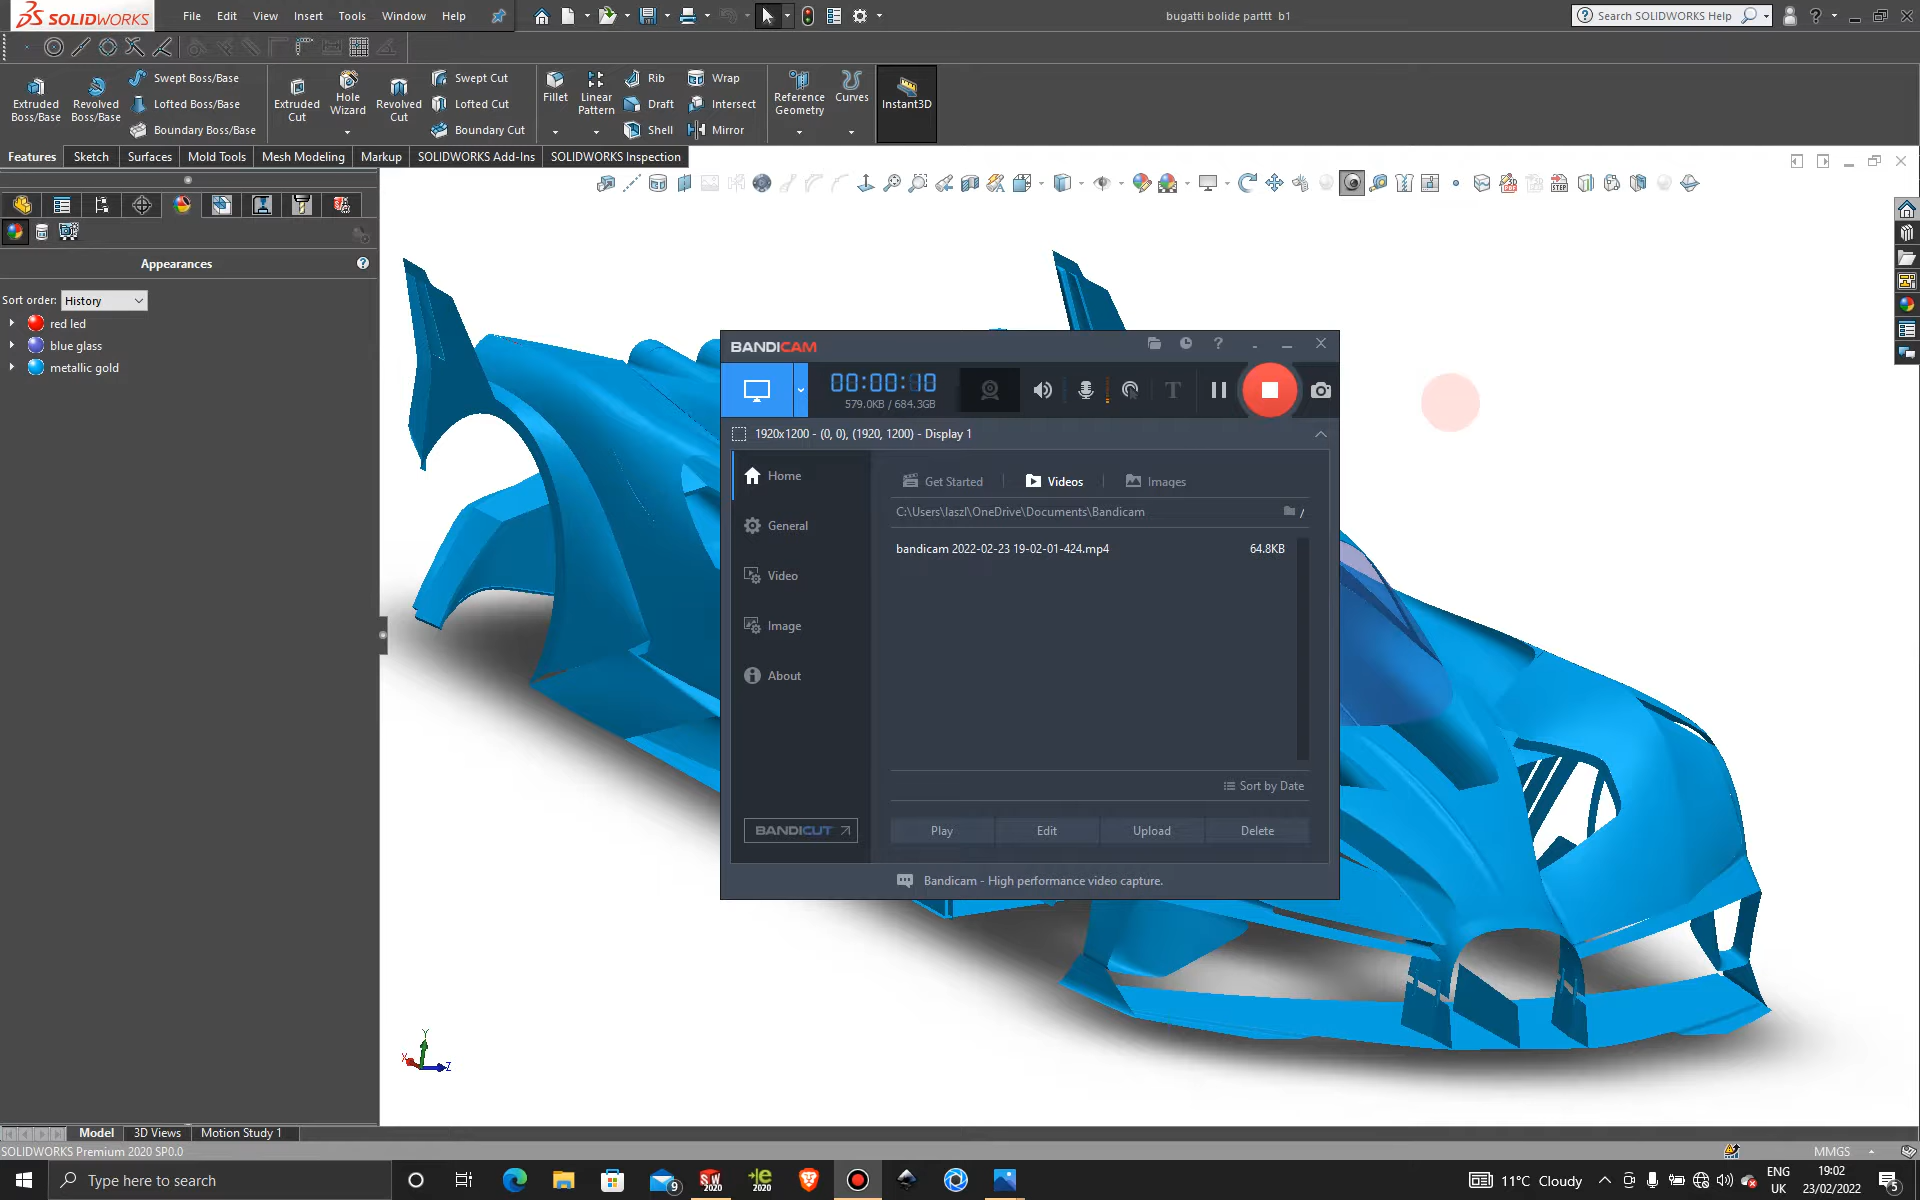 SOLIDWORKS
File Edit View Insert Tools Window Help
bugatti bolide parttt b1
Search SOLIDWORKS Help
Extruded Boss/Base
Revolved Boss/Base
Swept Boss/Base
Lofted Boss/Base
Boundary Boss/Base
Extruded Cut
Hole Wizard
Revolved Cut
Swept Cut
Lofted Cut
Boundary Cut
Fillet
Linear Pattern
Rib
Draft
Shell
Wrap
Intersect
Mirror
Reference Geometry
Curves
Instant3D
Features Sketch Surfaces Mold Tools Mesh Modeling Markup SOLIDWORKS Add-Ins SOLIDWORKS Inspection
Appearances
Sort order: History
red led
blue glass
metallic gold
BANDICAM
00:00:10
579.0KB / 684.3GB
1920x1200 - (0, 0), (1920, 1200) - Display 1
Home
General
Video
Image
About
Get Started Videos Images
C:\Users\laszl\OneDrive\Documents\Bandicam
bandicam 2022-02-23 19-02-01-424.mp4 64.8KB
Sort by Date
BANDICUT
Play Edit Upload Delete
Bandicam - High performance video capture.
Y
X
Z
Model 3D Views Motion Study 1
SOLIDWORKS Premium 2020 SP0.0
MMGS
Type here to search
9
SW 2020
2020
11°C Cloudy
ENG
UK
19:02
23/02/2022
5